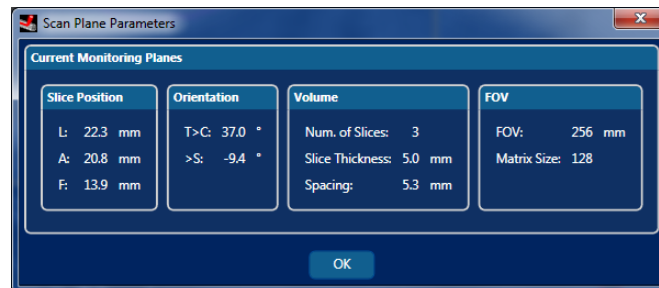 Scan Plane Parameters
Current Monitoring Planes
Slice Position
L: 22.3 mm
A: 20.8 mm
F: 13.9 mm
Orientation
T>C: 37.0 °
>S: -9.4 °
Volume
Num. of Slices: 3
Slice Thickness: 5.0 mm
Spacing: 5.3 mm
FOV
FOV: 256 mm
Matrix Size: 128
OK